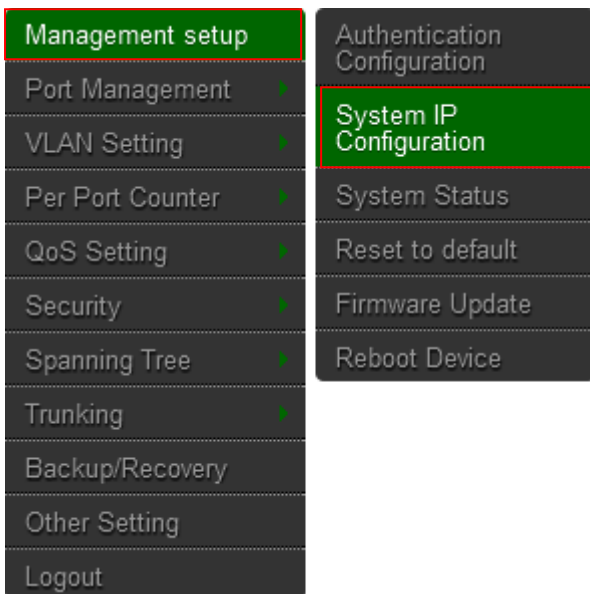 Management setup
Port Management
VLAN Setting
Per Port Counter
QoS Setting
Security
Spanning Tree
Trunking
Backup/Recovery
Other Setting
Logout
Authentication
Configuration
System IP
Configuration
System Status
Reset to default
Firmware Update
Reboot Device